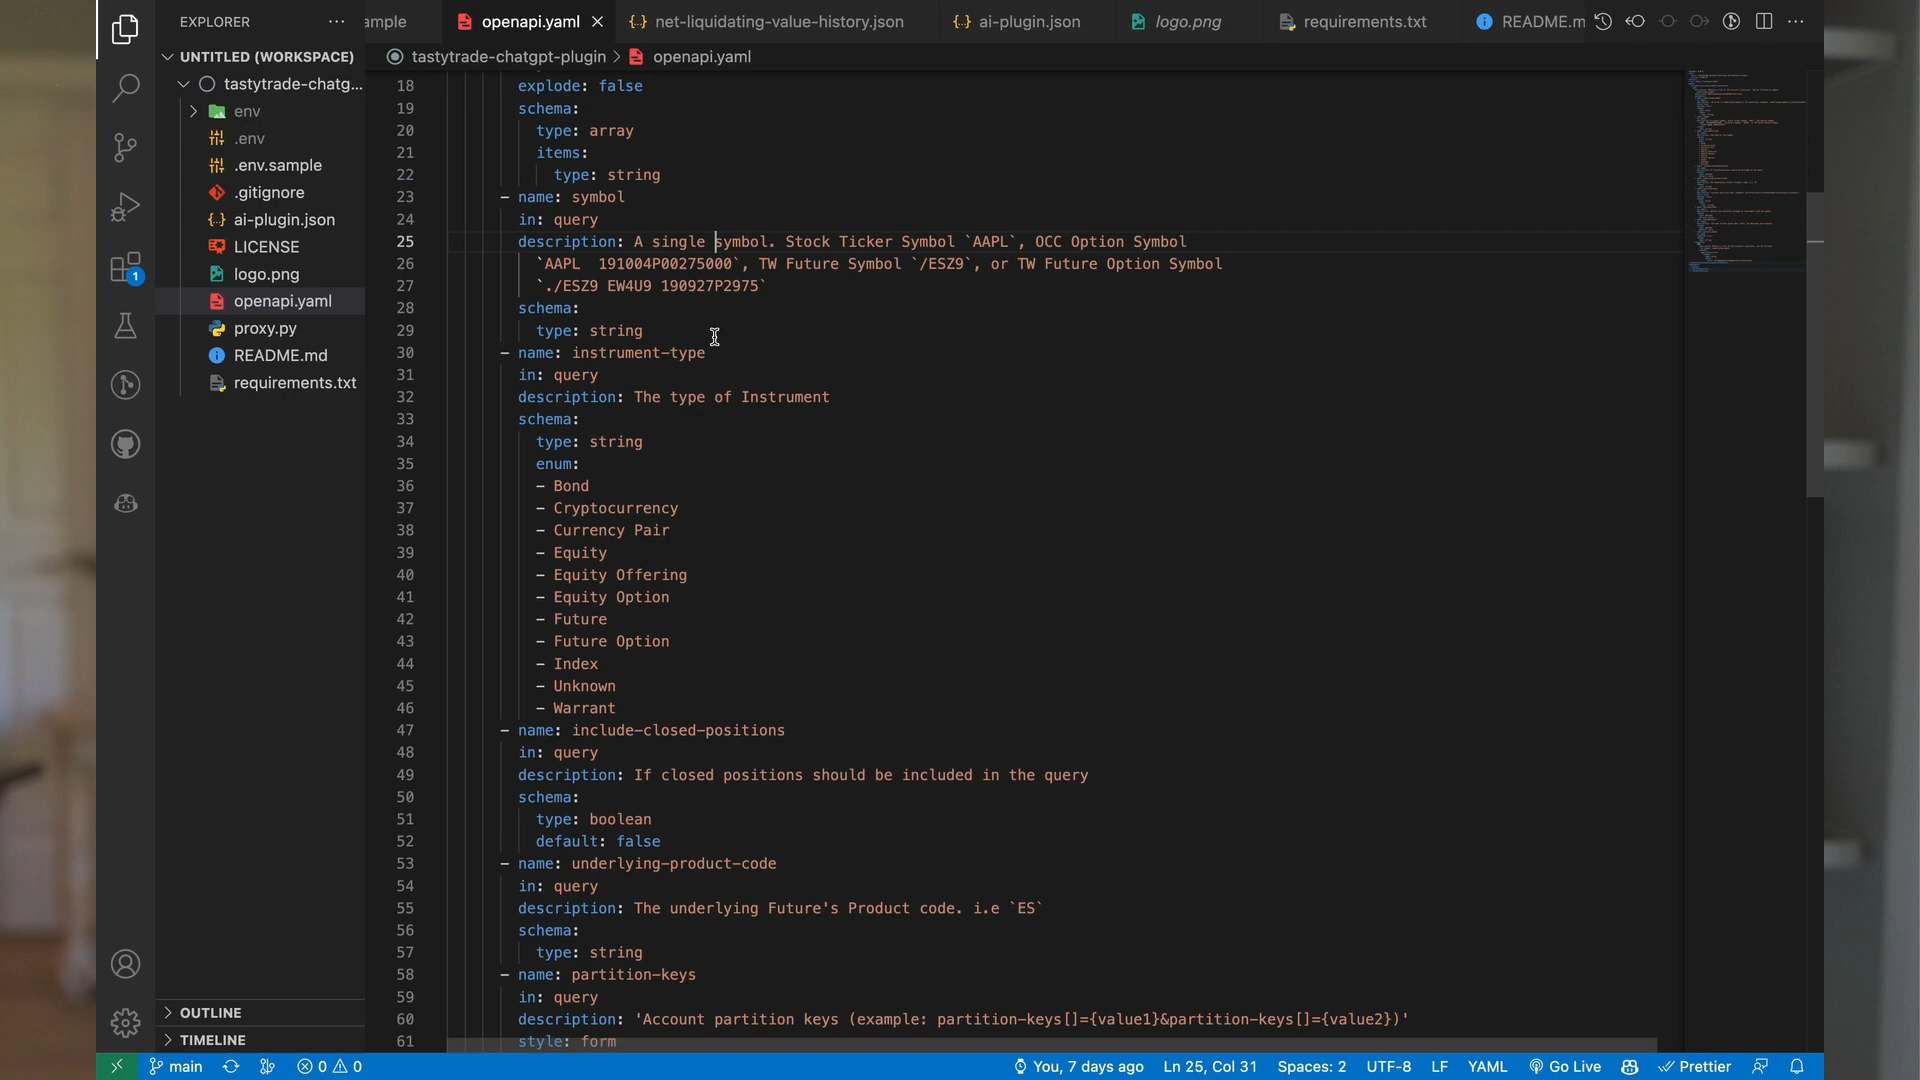 EXPLORER
ample
openapi.yaml
net-liquidating-value-history.json
ai-plugin.json
logo.png
requirements.txt
README.m
UNTITLED (WORKSPACE)
tastytrade-chatgpt-plugin > openapi.yaml
tastytrade-chatg...
env
.env
.env.sample
.gitignore
ai-plugin.json
LICENSE
logo.png
openapi.yaml
proxy.py
README.md
requirements.txt
1
18 explode: false
19 schema:
20 type: array
21 items:
22 type: string
23 - name: symbol
24 in: query
25 description: A single symbol. Stock Ticker Symbol `AAPL`, OCC Option Symbol
26 `AAPL  191004P00275000`, TW Future Symbol `/ESZ9`, or TW Future Option Symbol
27 `./ESZ9 EW4U9 190927P2975`
28 schema:
29 type: string
30 - name: instrument-type
31 in: query
32 description: The type of Instrument
33 schema:
34 type: string
35 enum:
36 - Bond
37 - Cryptocurrency
38 - Currency Pair
39 - Equity
40 - Equity Offering
41 - Equity Option
42 - Future
43 - Future Option
44 - Index
45 - Unknown
46 - Warrant
47 - name: include-closed-positions
48 in: query
49 description: If closed positions should be included in the query
50 schema:
51 type: boolean
52 default: false
53 - name: underlying-product-code
54 in: query
55 description: The underlying Future's Product code. i.e `ES`
56 schema:
57 type: string
58 - name: partition-keys
59 in: query
60 description: 'Account partition keys (example: partition-keys[]={value1}&partition-keys[]={value2})'
61 style: form
OUTLINE
TIMELINE
main
0
0
You, 7 days ago
Ln 25, Col 31
Spaces: 2
UTF-8
LF
YAML
Go Live
Prettier